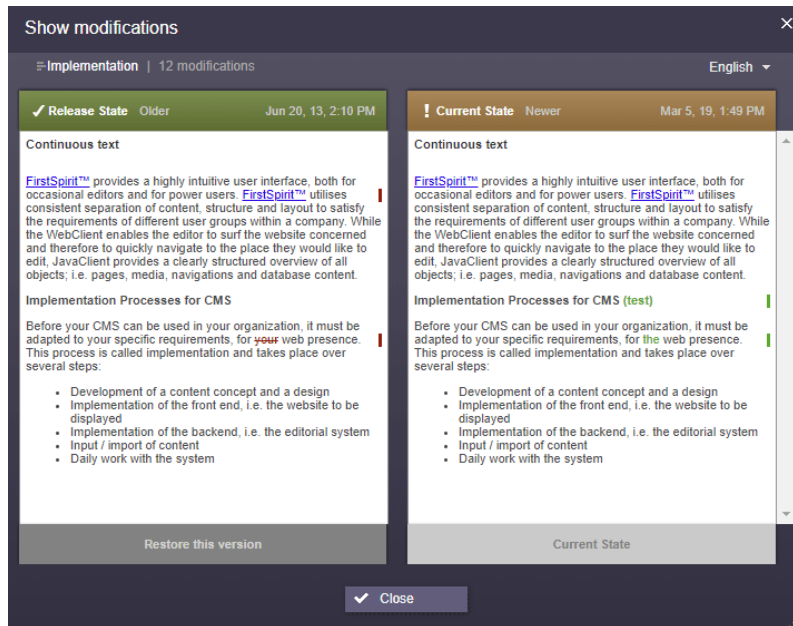 Show modifications
Implementation | 12 modifications
English
Release State Older Jun 20, 13, 2:10 PM
Continuous text
FirstSpirit™ provides a highly intuitive user interface, both for
occasional editors and for power users. FirstSpirit™ utilises
consistent separation of content, structure and layout to satisfy
the requirements of different user groups within a company. While
the WebClient enables the editor to surf the website concerned
and therefore to quickly navigate to the place they would like to
edit, JavaClient provides a clearly structured overview of all
objects; i.e. pages, media, navigations and database content.
Implementation Processes for CMS
Before your CMS can be used in your organization, it must be
adapted to your specific requirements, for your web presence.
This process is called implementation and takes place over
several steps:
• Development of a content concept and a design
• Implementation of the front end, i.e. the website to be
displayed
• Implementation of the backend, i.e. the editorial system
• Input / import of content
• Daily work with the system
Restore this version
! Current State Newer Mar 5, 19, 1:49 PM
Continuous text
FirstSpirit™ provides a highly intuitive user interface, both for
occasional editors and for power users. FirstSpirit™ utilises
consistent separation of content, structure and layout to satisfy
the requirements of different user groups within a company. While
the WebClient enables the editor to surf the website concerned
and therefore to quickly navigate to the place they would like to
edit, JavaClient provides a clearly structured overview of all
objects; i.e. pages, media, navigations and database content.
Implementation Processes for CMS (test)
Before your CMS can be used in your organization, it must be
adapted to your specific requirements, for the web presence.
This process is called implementation and takes place over
several steps:
• Development of a content concept and a design
• Implementation of the front end, i.e. the website to be
displayed
• Implementation of the backend, i.e. the editorial system
• Input / import of content
• Daily work with the system
Current State
Close